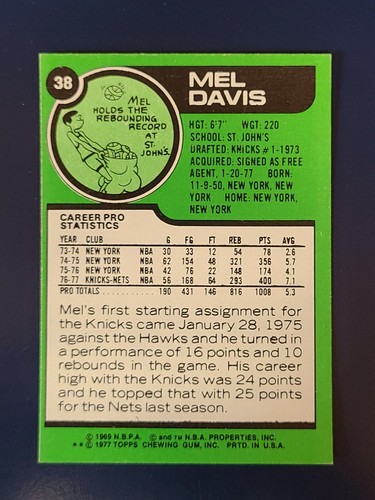 38
MEL
DAVIS
MEL
HOLDS THE
REBOUNDING
RECORD
AT
ST.
JOHN'S.
HGT: 6'7" WGT: 220
SCHOOL: ST. JOHN'S
DRAFTED: KNICKS #1-1973
ACQUIRED: SIGNED AS FREE
AGENT, 1-20-77 BORN:
11-9-50, NEW YORK, NEW
YORK HOME: NEW YORK,
NEW YORK
CAREER PRO
STATISTICS
YEAR CLUB G FG FT REB PTS AVG
73-74 NEW YORK NBA 30 33 12 54 78 2.6
74-75 NEW YORK NBA 62 154 48 321 356 5.7
75-76 NEW YORK NBA 42 76 22 148 174 4.1
76-77 KNICKS-NETS NBA 56 168 64 293 400 7.1
PRO TOTALS . . . . . . . . . . . 190 431 146 816 1008 5.3
Mel's first starting assignment for
the Knicks came January 28, 1975
against the Hawks and he turned in
a performance of 16 points and 10
rebounds in the game. His career
high with the Knicks was 24 points
and he topped that with 25 points
for the Nets last season.
© 1969 N.B.P.A. © and TM N.B.A. PROPERTIES, INC.
** © 1977 TOPPS CHEWING GUM, INC. PRTD. IN U.S.A.